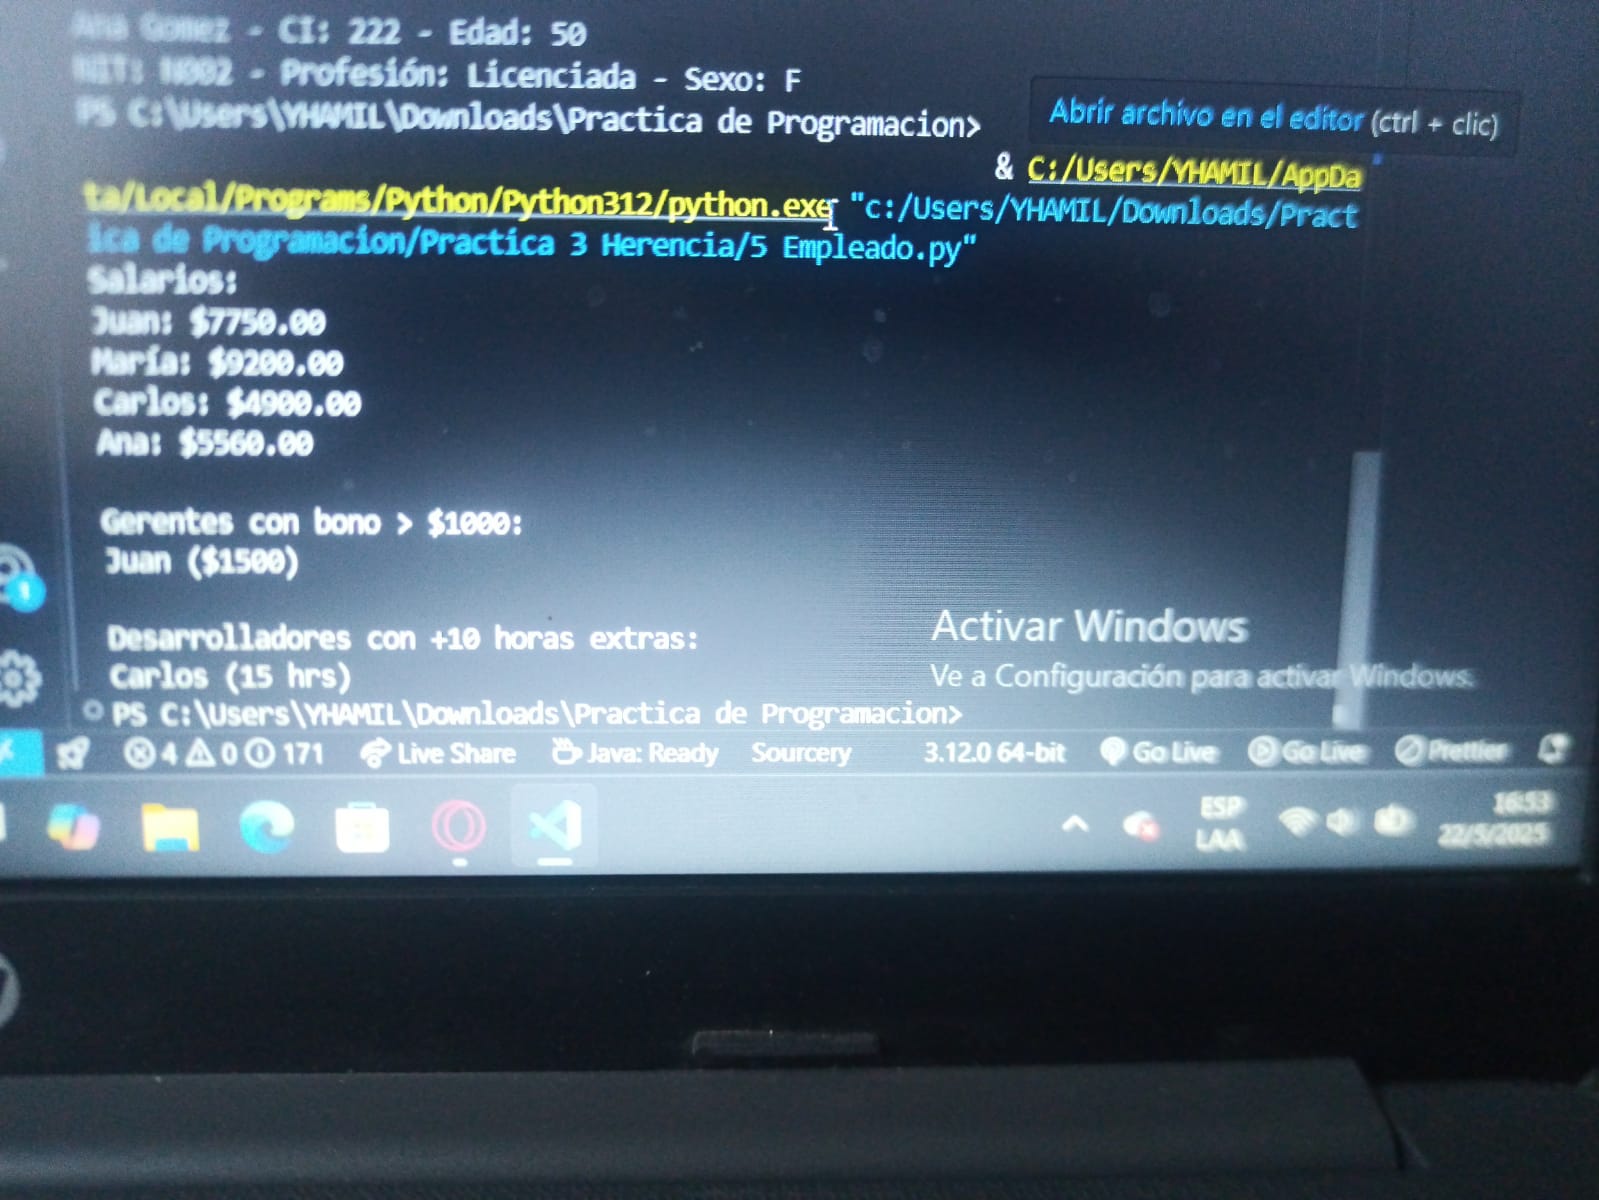 Ana Gomez - CI: 222 - Edad: 50
NIT: N002 - Profesión: Licenciada - Sexo: F
PS C:\Users\YHAMIL\Downloads\Practica de Programacion>
Abrir archivo en el editor (ctrl + clic)
& C:/Users/YHAMIL/AppDa
ta/Local/Programs/Python/Python312/python.exe "c:/Users/YHAMIL/Downloads/Pract
ica de Programacion/Practica 3 Herencia/5 Empleado.py"
Salarios:
Juan: $7750.00
María: $9200.00
Carlos: $4900.00
Ana: $5560.00
Gerentes con bono > $1000:
Juan ($1500)
Desarrolladores con +10 horas extras:
Carlos (15 hrs)
Activar Windows
Ve a Configuración para activar Windows.
PS C:\Users\YHAMIL\Downloads\Practica de Programacion>
1
4 0 171 Live Share Java: Ready Sourcery 3.12.0 64-bit Go Live Go Live Prettier
ESP
LAA
16:53
22/5/2025